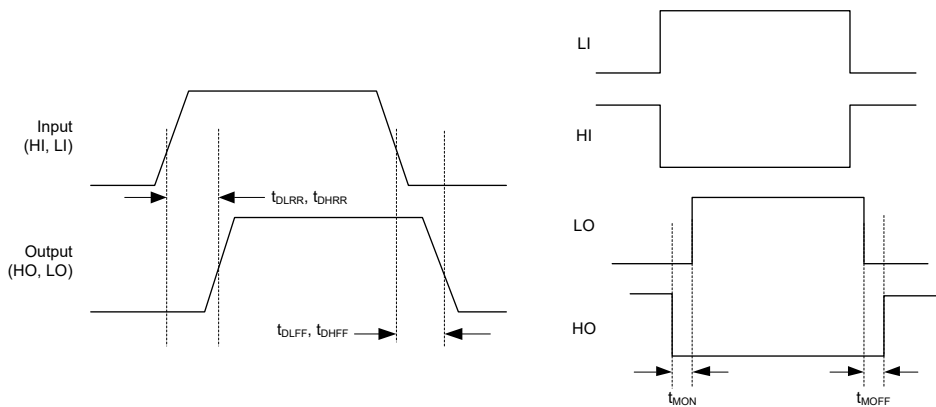 Input
(HI, LI)
tDLRR, tDHRR
Output
(HO, LO)
tDLFF, tDHFF
LI
HI
LO
HO
tMON
tMOFF